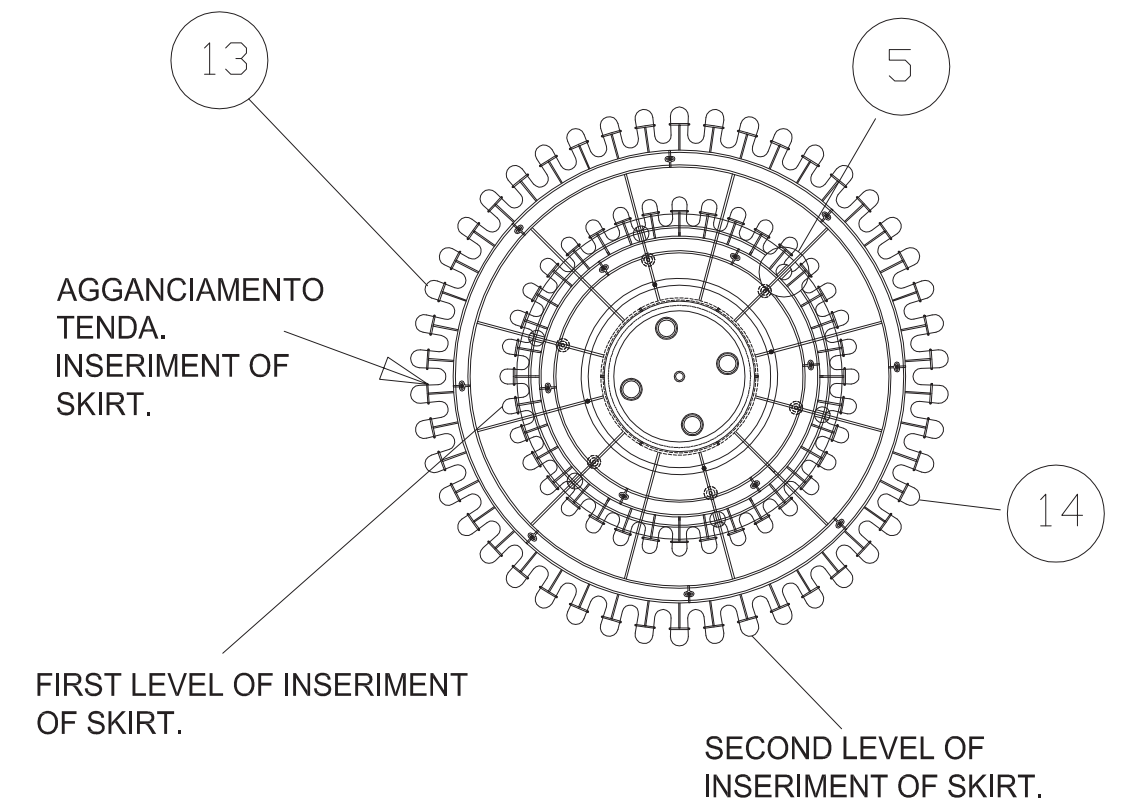 13
5
AGGANCIAMENTO
TENDA.
INSERIMENT OF
SKIRT.
14
FIRST LEVEL OF INSERIMENT
OF SKIRT.
SECOND LEVEL OF
INSERIMENT OF SKIRT.